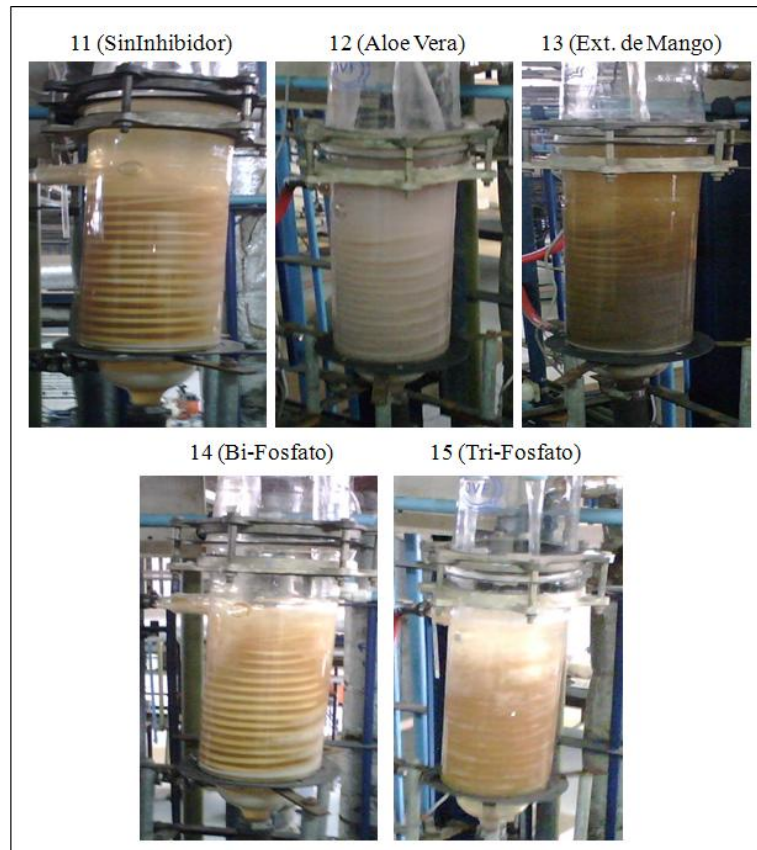 11 (SinInhibidor)
12 (Aloe Vera)
13 (Ext. de Mango)
14 (Bi-Fosfato)
15 (Tri-Fosfato)